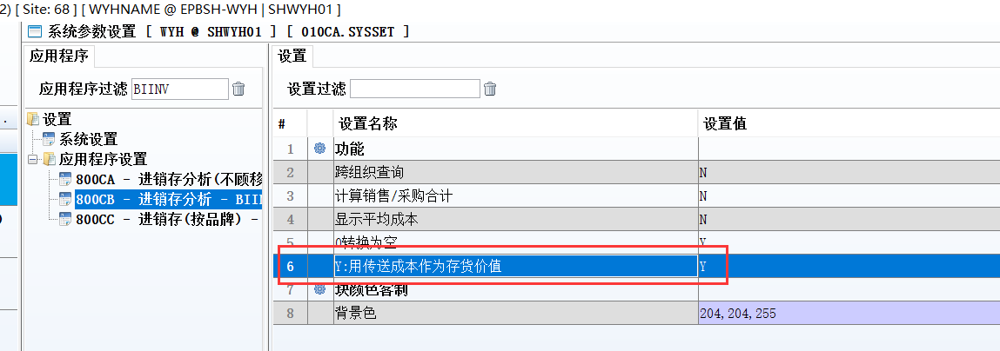 2) [ Site: 68 ] [ WYHNAME @ EPBSH-WYH | SHWYH01 ]
系统参数设置 [ WYH @ SHWYH01 ] [ 010CA.SYSSET ]
应用程序
设置
应用程序过滤 BIINV
设置过滤
设置
系统设置
应用程序设置
800CA - 进销存分析(不顾移
800CB - 进销存分析 - BII
800CC - 进销存(按品牌) -
# 设置名称 设置值
1 功能
2 跨组织查询 N
3 计算销售/采购合计 N
4 显示平均成本 N
5 0转换为空 Y
6 Y:用传送成本作为存货价值 Y
7 块颜色客制
8 背景色 204,204,255